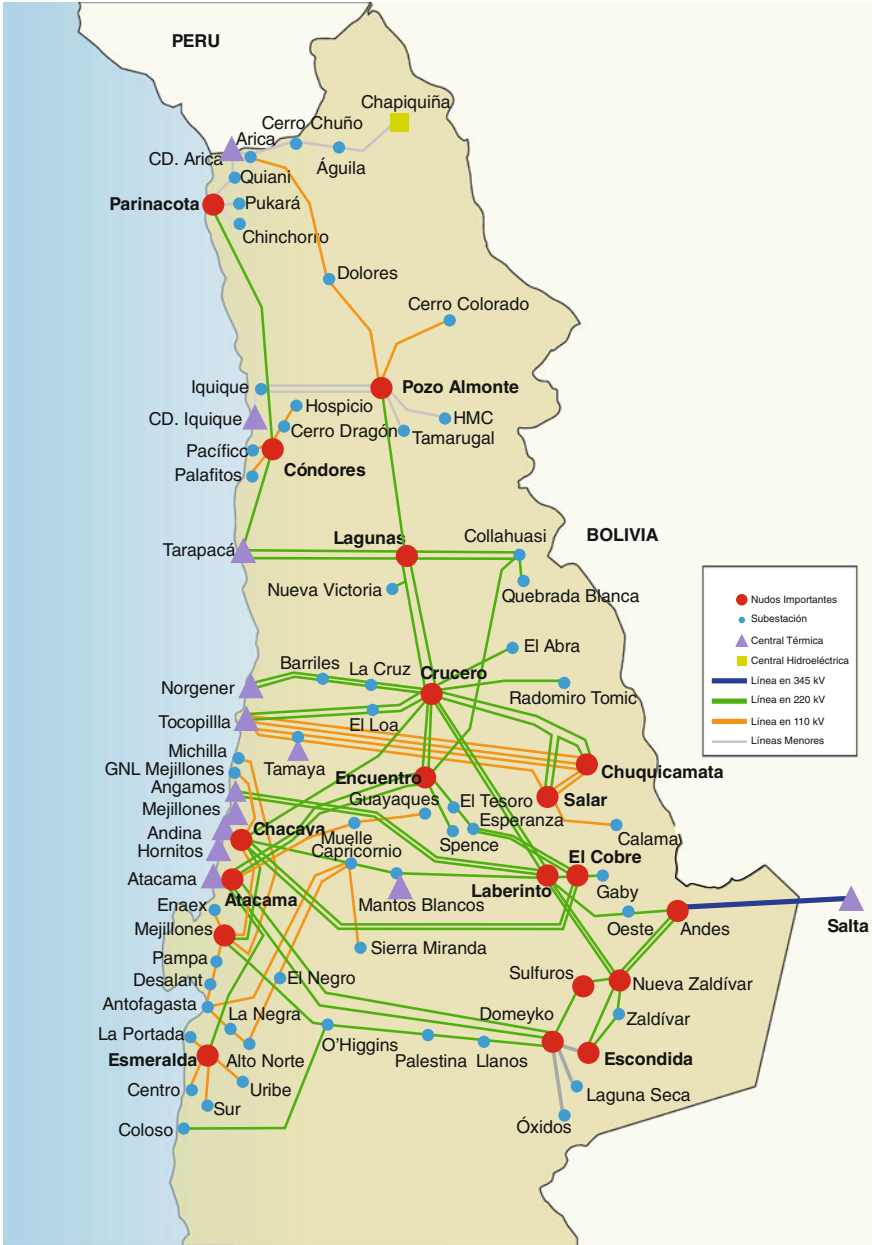 PERU
Chapiquiña
Cerro Chuño
Arica
CD. Arica
Águila
Quiani
Parinacota
Pukará
Chinchorro
Dolores
Cerro Colorado
Iquique
Pozo Almonte
Hospicio
CD. Iquique
HMC
Cerro Dragón
Tamarugal
Pacífico
Palafitos
Cóndores
Collahuasi
BOLIVIA
Lagunas
Tarapacá
Nueva Victoria
Quebrada Blanca
Nudos Importantes
Subestación
Central Térmica
Central Hidroeléctrica
Línea en 345 kV
Línea en 220 kV
Línea en 110 kV
Líneas Menores
El Abra
Barriles
La Cruz
Crucero
Norgener
Radomiro Tomic
Tocopillla
El Loa
Michilla
GNL Mejillones
Tamaya
Chuquicamata
Encuentro
Angamos
Guayaques
El Tesoro
Salar
Mejillones
Esperanza
Andina
Chacaya
Muelle
Spence
Calama
Hornitos
Capricornio
El Cobre
Atacama
Laberinto
Gaby
Atacama
Mantos Blancos
Enaex
Oeste
Andes
Salta
Mejillones
Sierra Miranda
Pampa
Desalant
El Negro
Sulfuros
Nueva Zaldívar
Antofagasta
La Negra
Domeyko
Zaldívar
La Portada
O'Higgins
Esmeralda
Alto Norte
Palestina
Llanos
Escondida
Centro
Uribe
Laguna Seca
Sur
Coloso
Óxidos